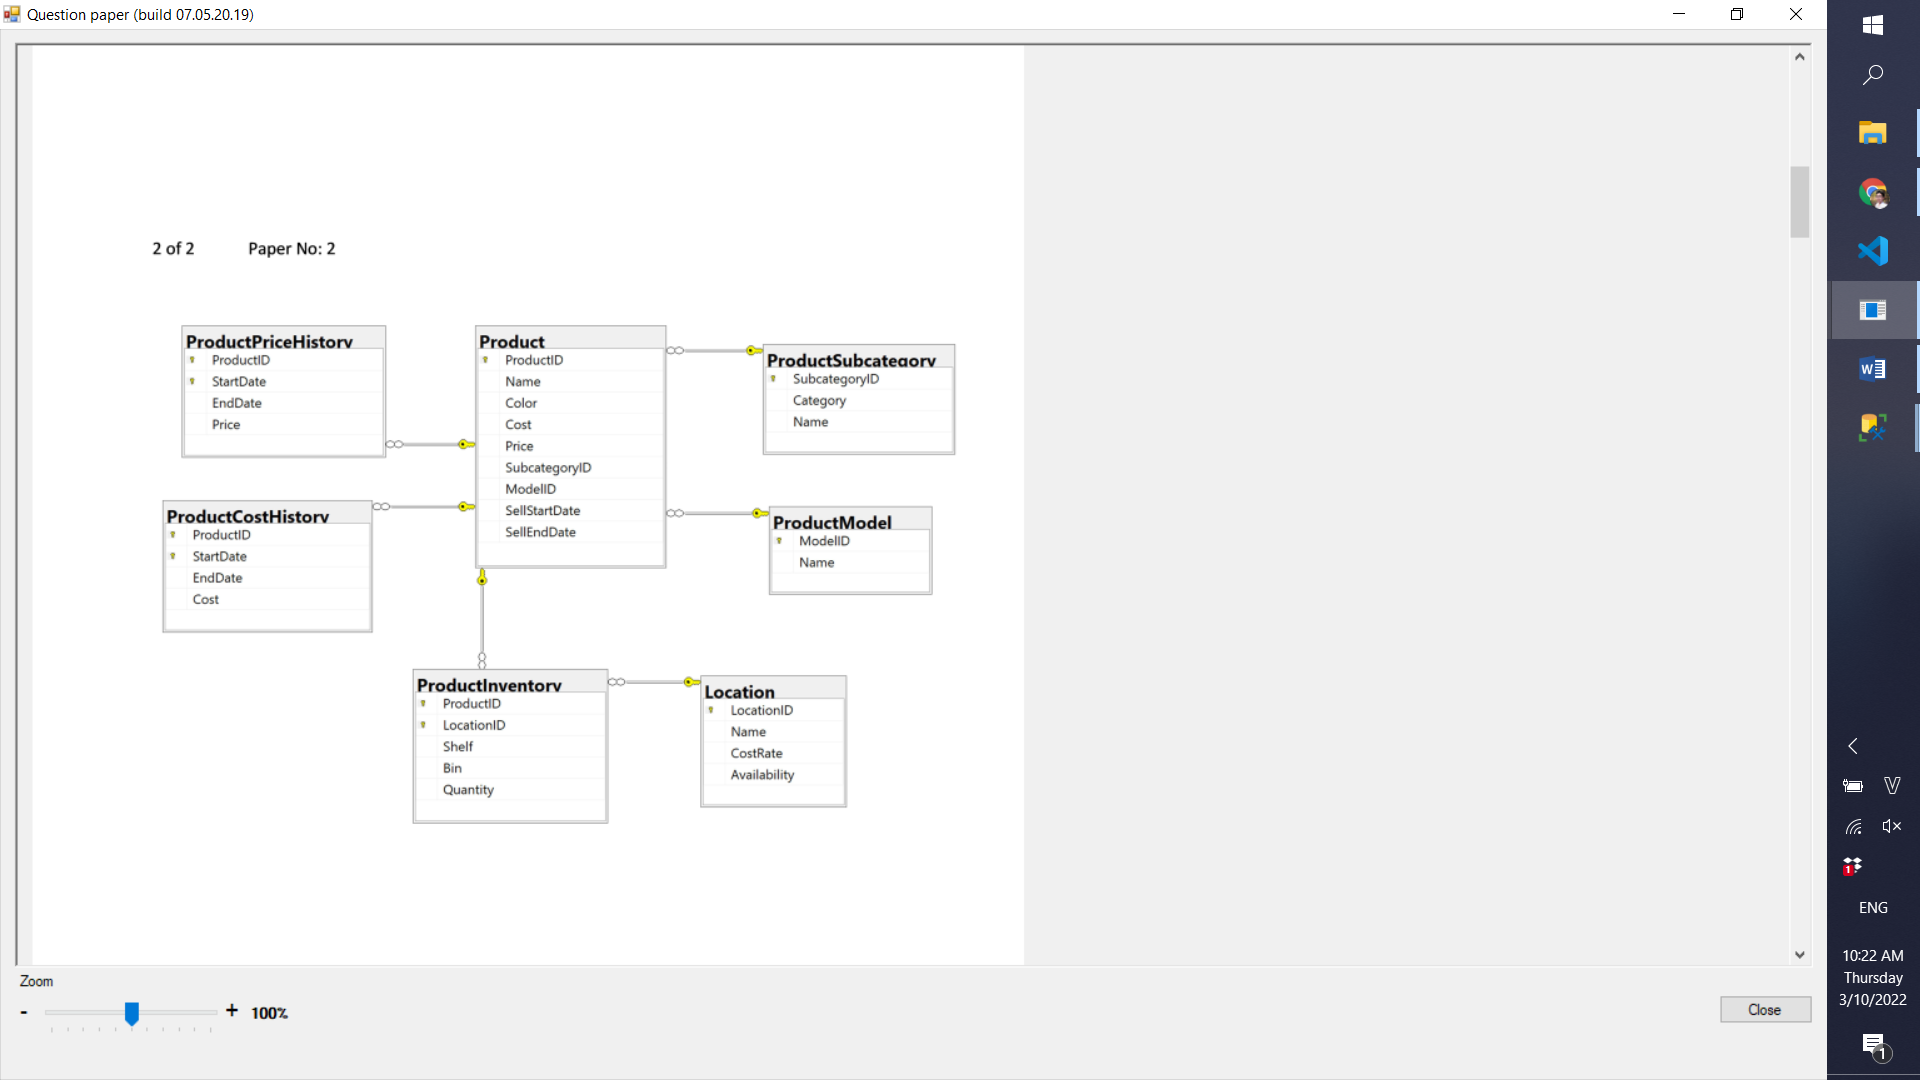 Question paper (build 07.05.20.19)
2 of 2 Paper No: 2
ProductPriceHistory
ProductID
StartDate
EndDate
Price
Product
ProductID
Name
Color
Cost
Price
SubcategoryID
ModelID
SellStartDate
SellEndDate
ProductSubcategory
SubcategoryID
Category
Name
ProductCostHistory
ProductID
StartDate
EndDate
Cost
ProductModel
ModelID
Name
ProductInventory
ProductID
LocationID
Shelf
Bin
Quantity
Location
LocationID
Name
CostRate
Availability
Zoom
- + 100%
Close
W
1
ENG
10:22 AM
Thursday
3/10/2022
1